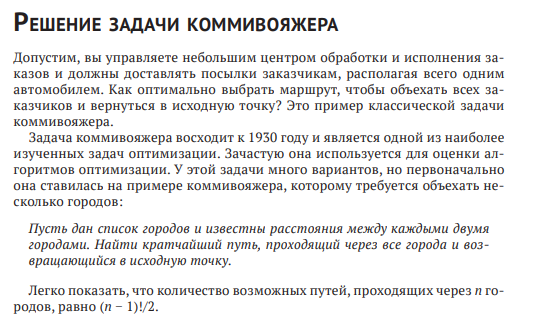 Решение задачи коммивояжера
Допустим, вы управляете небольшим центром обработки и исполнения за-
казов и должны доставлять посылки заказчикам, располагая всего одним
автомобилем. Как оптимально выбрать маршрут, чтобы объехать всех за-
казчиков и вернуться в исходную точку? Это пример классической задачи
коммивояжера.
Задача коммивояжера восходит к 1930 году и является одной из наиболее
изученных задач оптимизации. Зачастую она используется для оценки ал-
горитмов оптимизации. У этой задачи много вариантов, но первоначально
она ставилась на примере коммивояжера, которому требуется объехать не-
сколько городов:
Пусть дан список городов и известны расстояния между каждыми двумя
городами. Найти кратчайший путь, проходящий через все города и воз-
вращающийся в исходную точку.
Легко показать, что количество возможных путей, проходящих через n го-
родов, равно (n – 1)!/2.